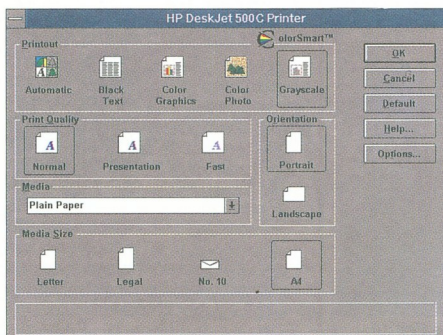 HP DeskJet 500C Printer
Printout
ColorSmart™
Automatic
Black Text
Color Graphics
Color Photo
Grayscale
Print Quality
Normal
Presentation
Fast
Orientation
Portrait
Landscape
Media
Plain Paper
Media Size
Letter
Legal
No. 10
A4
OK
Cancel
Default
Help...
Options...